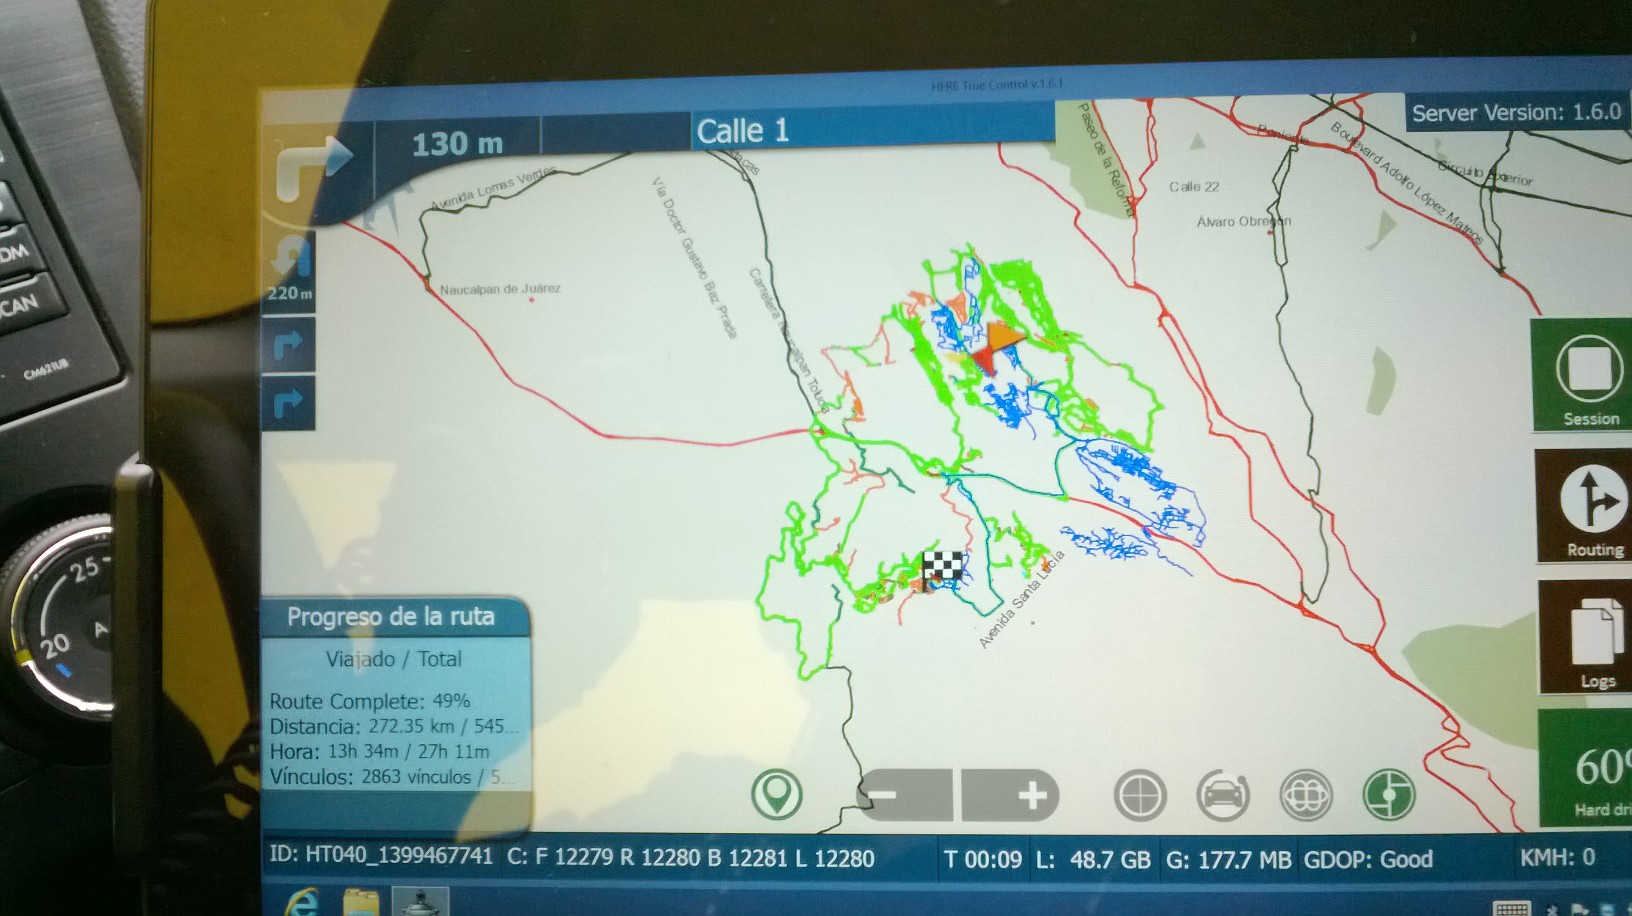 HERE True Control v.1.6.1
130 m
Calle 1
Server Version: 1.6.0
Avenida Lomas Verdes
Vía Doctor Gustavo Baz Prada
Paseo de la Reforma
Poniente
Boulevard Adolfo López Mateos
Calle 22
Álvaro Obregón
220 m
Naucalpan de Juárez
Carretera Naucalpan Toluca
DM
CAN
CM621UB
Session
Routing
Avenida Santa Lucía
Logs
25
20
A
Progreso de la ruta
Viajado / Total
Route Complete: 49%
Distancia: 272.35 km / 545...
Hora: 13h 34m / 27h 11m
Vínculos: 2863 vínculos / 5...
60
Hard dri
ID: HT040_1399467741 C: F 12279 R 12280 B 12281 L 12280
T 00:09 L: 48.7 GB G: 177.7 MB GDOP: Good
KMH: 0